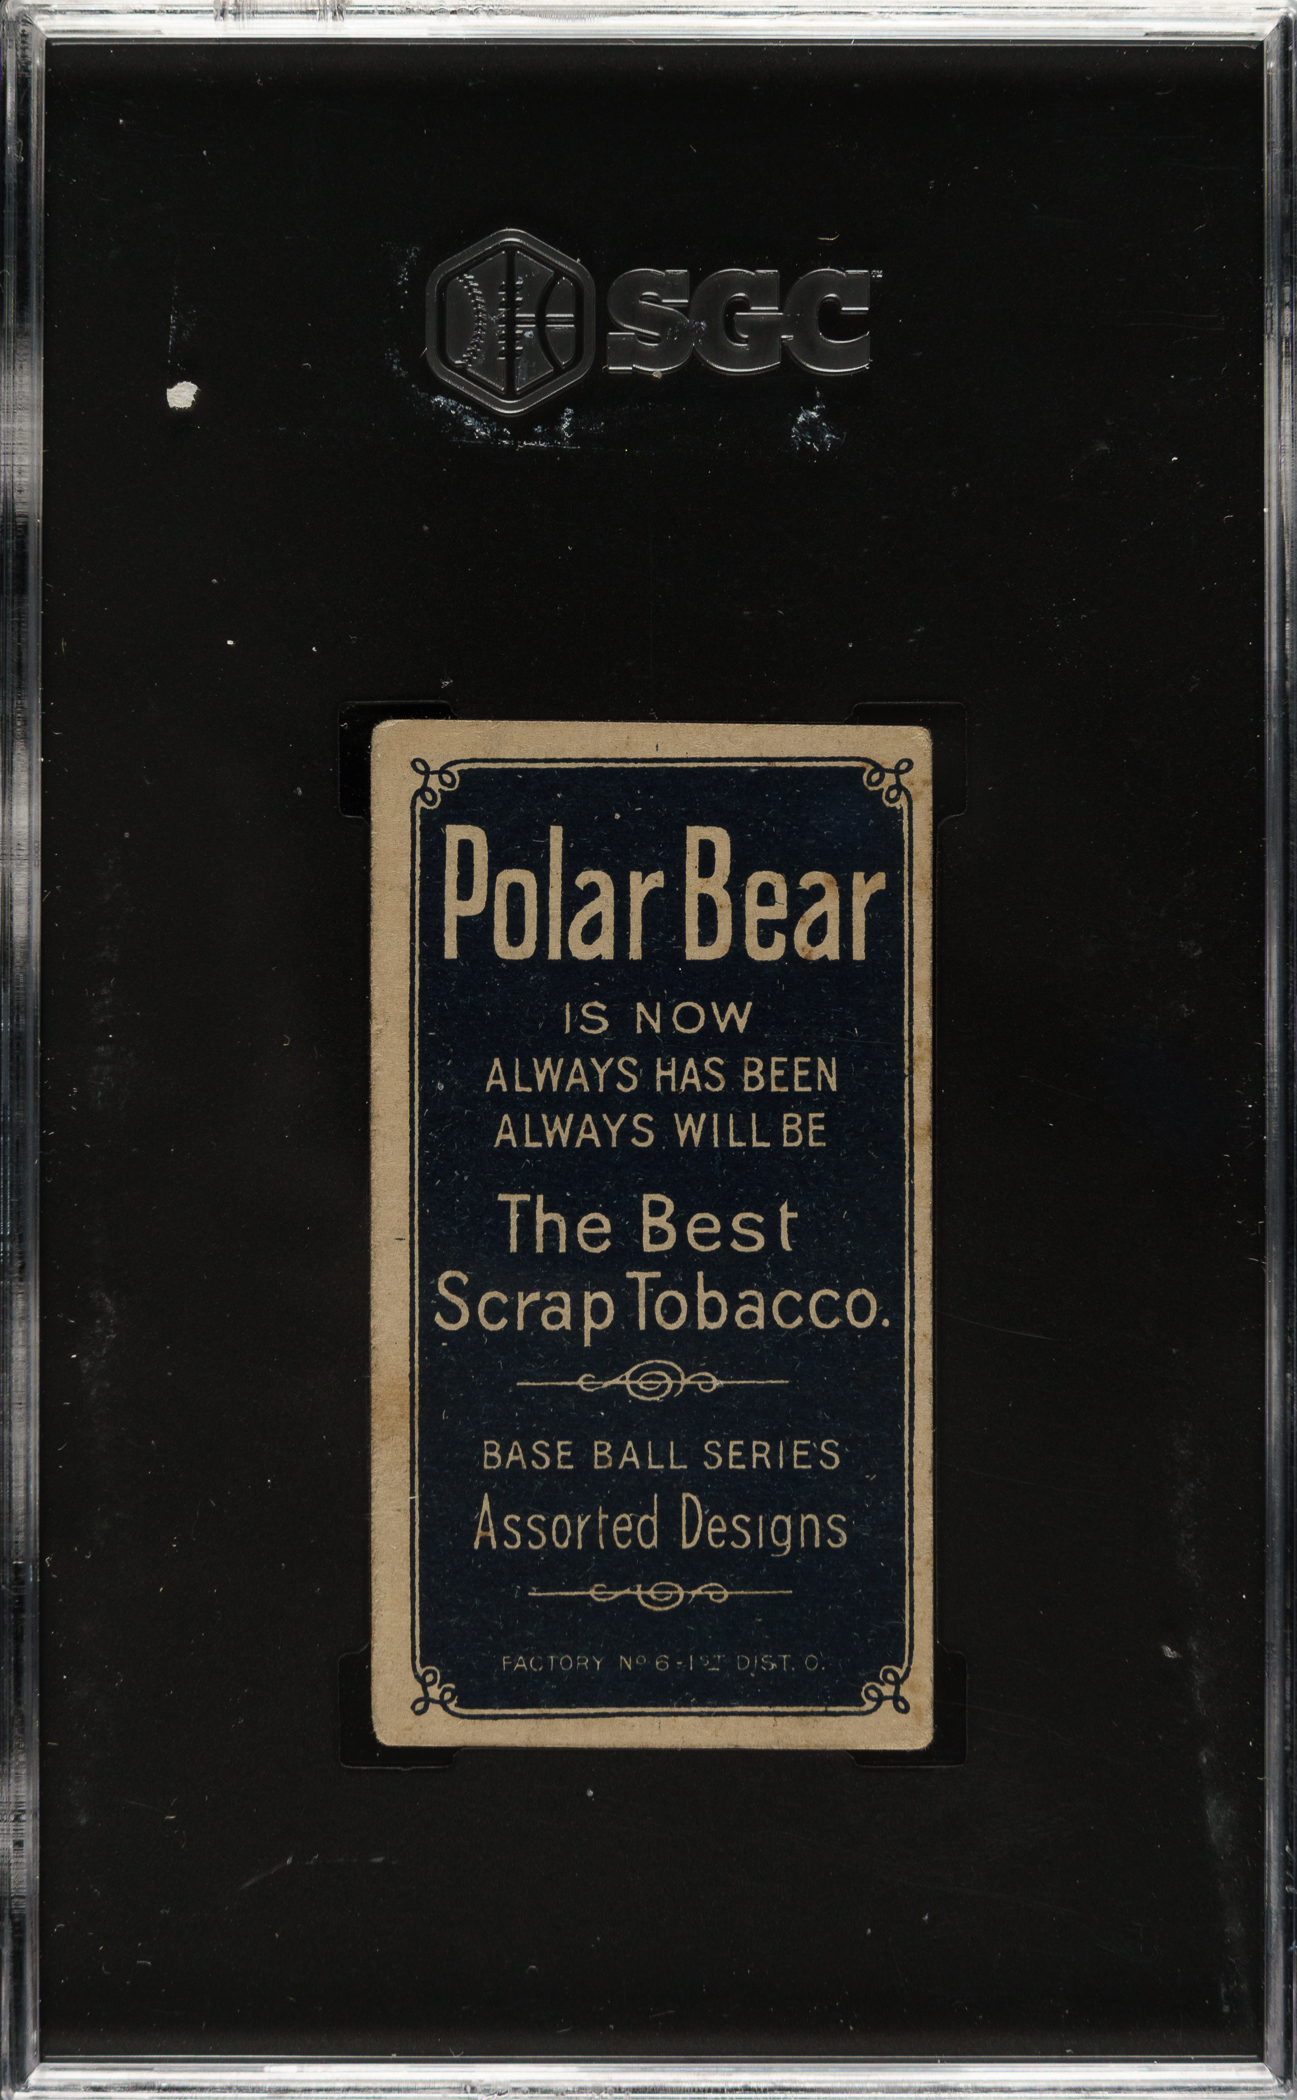 SGC
Polar Bear
IS NOW
ALWAYS HAS BEEN
ALWAYS WILL BE
The Best
Scrap Tobacco.
BASE BALL SERIES
Assorted Designs
FACTORY Nº 6-1ST DIST. O.